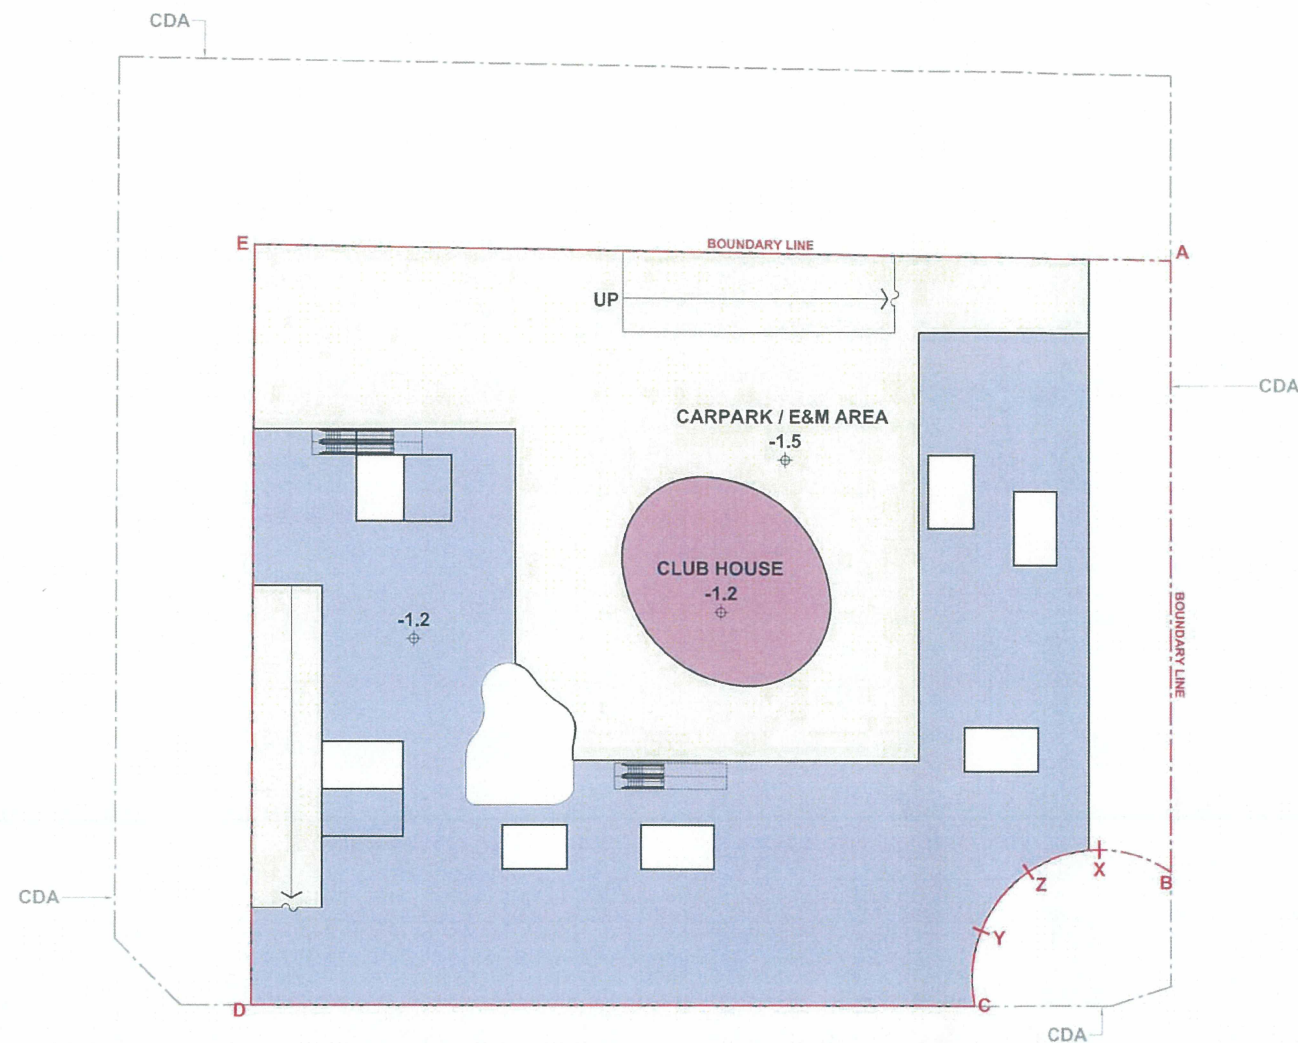 CDA
E
BOUNDARY LINE
A
UP
CDA
CARPARK / E&M AREA
-1.5
CLUB HOUSE
-1.2
-1.2
BOUNDARY LINE
X
B
Z
CDA
Y
D
C
CDA